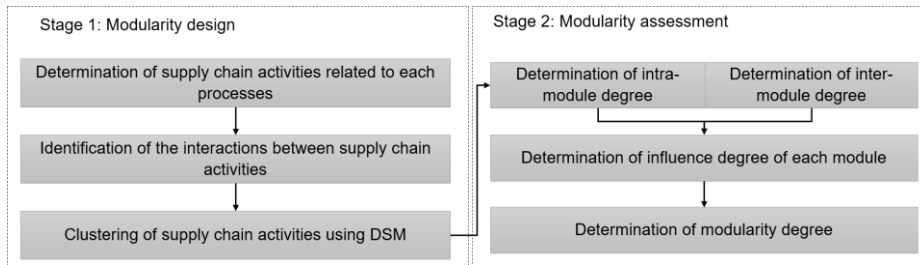 Stage 1: Modularity design
Determination of supply chain activities related to each
processes
Identification of the interactions between supply chain
activities
Clustering of supply chain activities using DSM
Stage 2: Modularity assessment
Determination of intra-
module degree
Determination of inter-
module degree
Determination of influence degree of each module
Determination of modularity degree